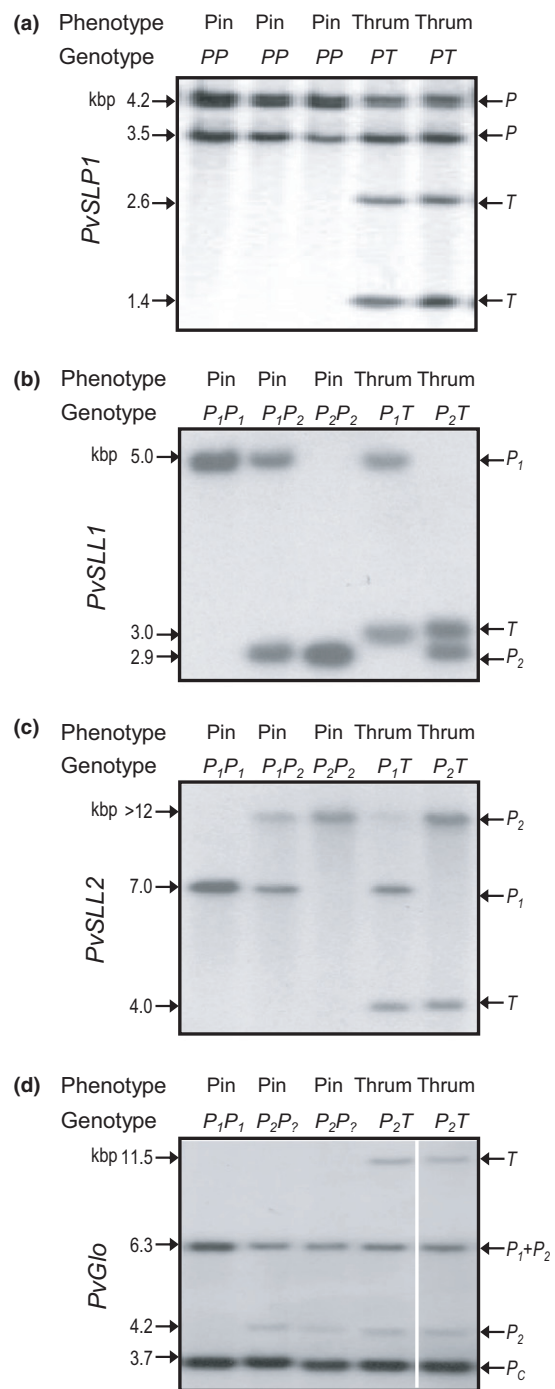 (a) Phenotype Pin Pin Pin Thrum Thrum
Genotype PP PP PP PT PT
kbp 4.2 P
3.5 P
PvSLP1
2.6 T
1.4 T
(b) Phenotype Pin Pin Pin Thrum Thrum
Genotype P₁P₁ P₁P₂ P₂P₂ P₁T P₂T
kbp 5.0 P₁
PvSLL1
3.0 T
2.9 P₂
(c) Phenotype Pin Pin Pin Thrum Thrum
Genotype P₁P₁ P₁P₂ P₂P₂ P₁T P₂T
kbp >12 P₂
7.0 P₁
PvSLL2
4.0 T
(d) Phenotype Pin Pin Pin Thrum Thrum
Genotype P₁P₁ P₂P? P₂P? P₂T P₂T
kbp 11.5 T
6.3 P₁+P₂
PvGlo
4.2 P₂
3.7 P_C